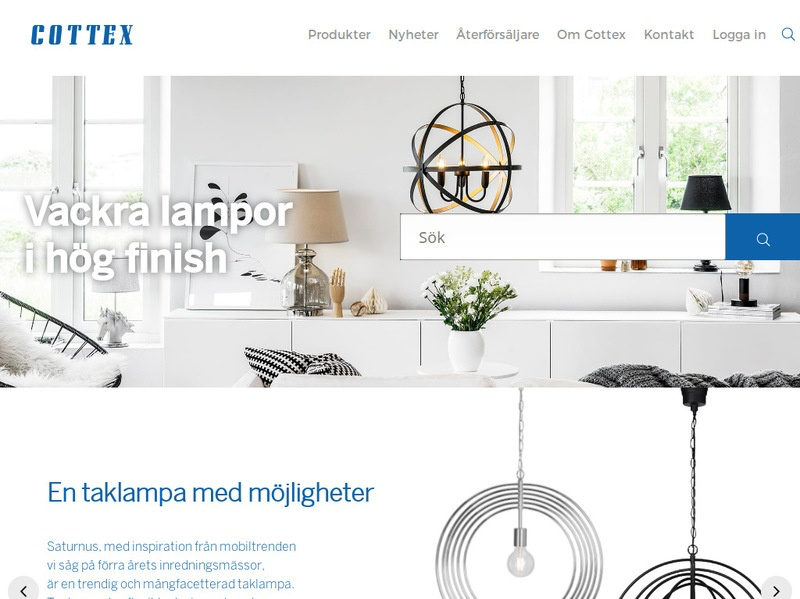 COTTEX
Produkter Nyheter Återförsäljare Om Cottex Kontakt Logga in
Vackra lampor
i hög finish
Sök
En taklampa med möjligheter
Saturnus, med inspiration från mobiltrenden
vi såg på förra årets inredningsmässor,
är en trendig och mångfacetterad taklampa.